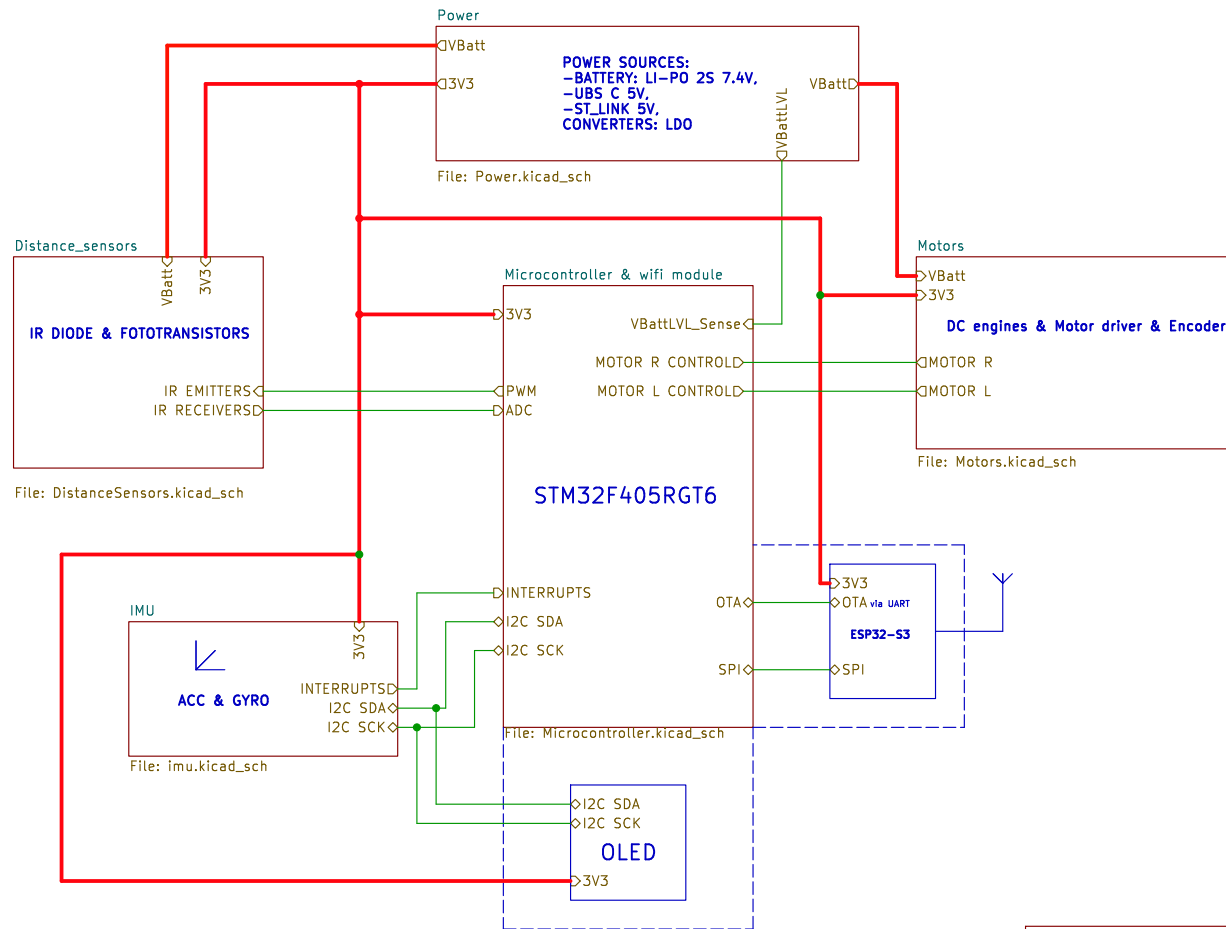 Power
VBatt
3V3
POWER SOURCES:
-BATTERY: LI-PO 2S 7.4V,
-UBS C 5V,
-ST_LINK 5V,
CONVERTERS: LDO
VBatt
VBattLVL
File: Power.kicad_sch
Distance_sensors
VBatt
3V3
IR DIODE & FOTOTRANSISTORS
IR EMITTERS
IR RECEIVERS
File: DistanceSensors.kicad_sch
Microcontroller & wifi module
3V3
VBattLVL_Sense
MOTOR R CONTROL
MOTOR L CONTROL
PWM
ADC
STM32F405RGT6
INTERRUPTS
I2C SDA
I2C SCK
OTA
SPI
File: Microcontroller.kicad_sch
Motors
VBatt
3V3
DC engines & Motor driver & Encoder
MOTOR R
MOTOR L
File: Motors.kicad_sch
3V3
OTA via UART
ESP32-S3
SPI
IMU
3V3
ACC & GYRO
INTERRUPTS
I2C SDA
I2C SCK
File: imu.kicad_sch
I2C SDA
I2C SCK
OLED
3V3